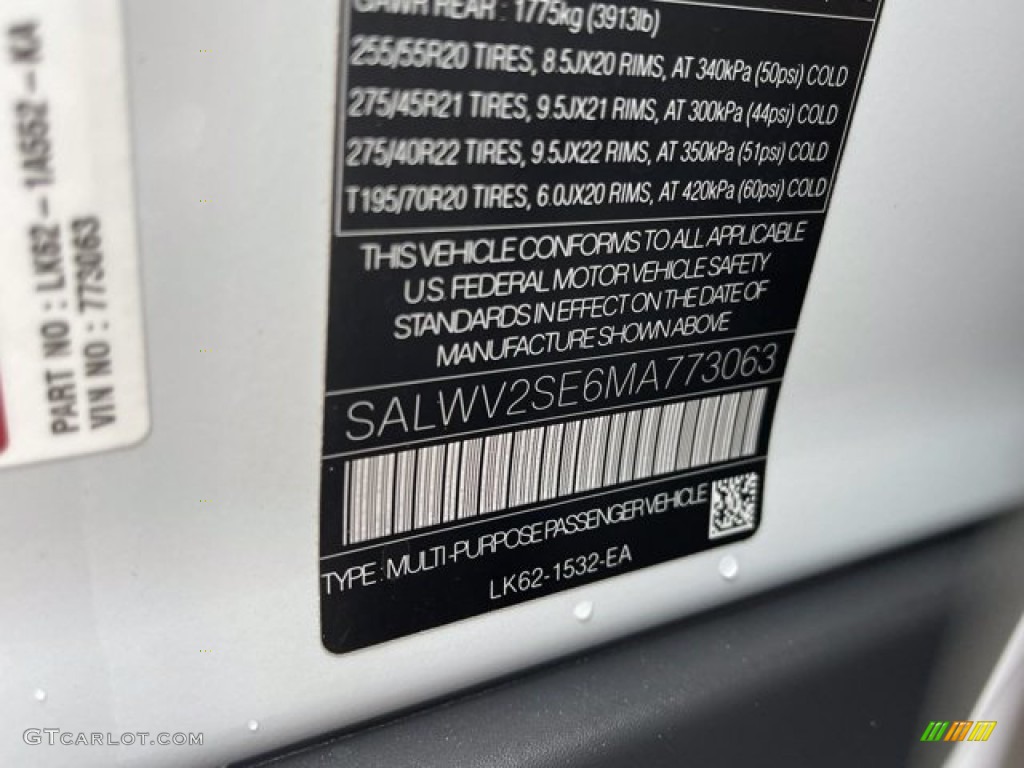 GAWR REAR : 1775kg (3913lb)
255/55R20 TIRES, 8.5JX20 RIMS, AT 340kPa (50psi) COLD
275/45R21 TIRES, 9.5JX21 RIMS, AT 300kPa (44psi) COLD
275/40R22 TIRES, 9.5JX22 RIMS, AT 350kPa (51psi) COLD
T195/70R20 TIRES, 6.0JX20 RIMS, AT 420kPa (60psi) COLD
THIS VEHICLE CONFORMS TO ALL APPLICABLE
U.S. FEDERAL MOTOR VEHICLE SAFETY
STANDARDS IN EFFECT ON THE DATE OF
MANUFACTURE SHOWN ABOVE
SALWV2SE6MA773063
TYPE : MULTI-PURPOSE PASSENGER VEHICLE
LK62-1532-EA
PART NO : LK62-1A552-KA
VIN NO : 773063
GTCARLOT.COM